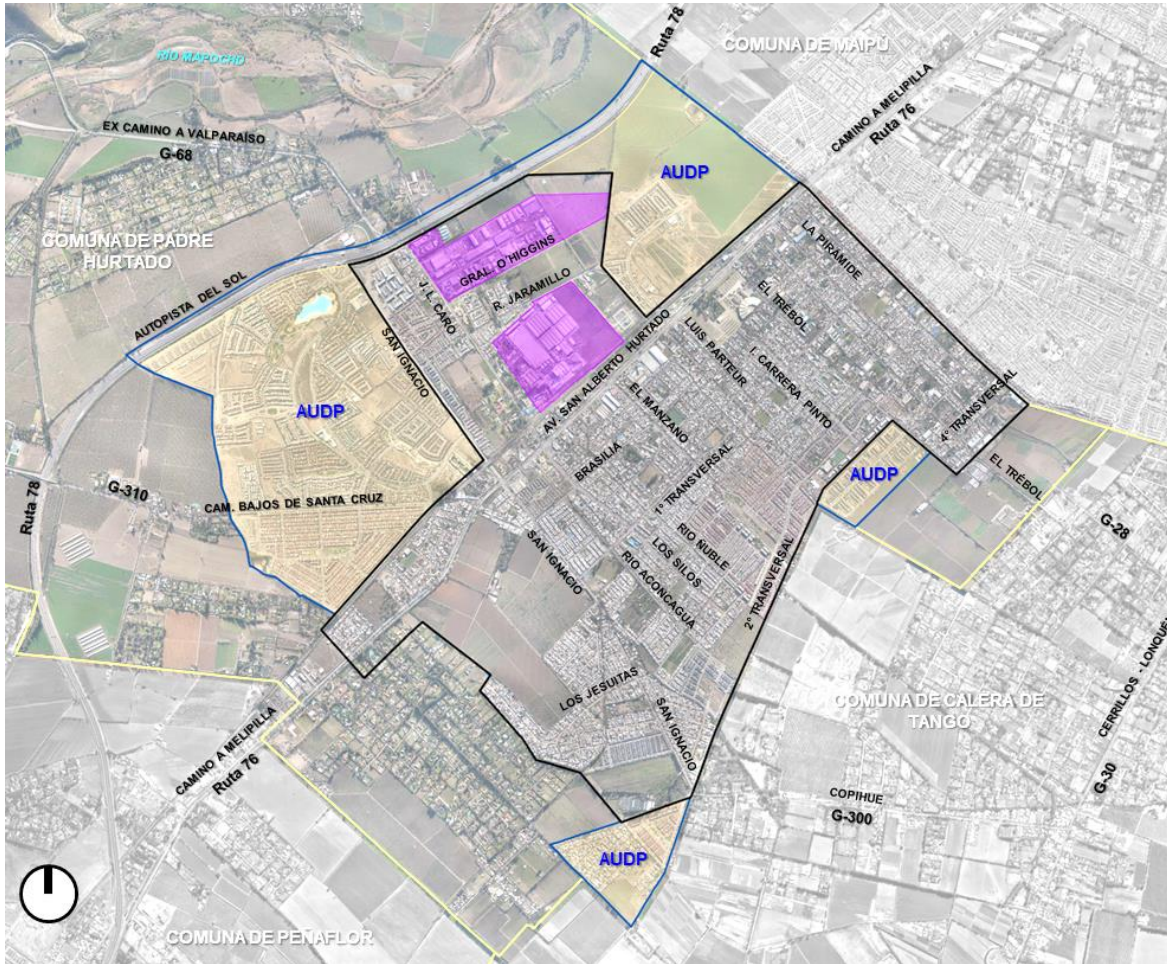 Ruta 78
COMUNA DE MAIPÚ
RÍO MAPOCHO
CAMINO A MELIPILLA
Ruta 76
EX CAMINO A VALPARAÍSO
G-68
AUDP
COMUNA DE PADRE
HURTADO
LA PIRÁMIDE
GRAL. O'HIGGINS
J. L. CARO
R. JARAMILLO
EL TRÉBOL
AUTOPISTA DEL SOL
SAN IGNACIO
AV. SAN ALBERTO HURTADO
LUIS PARTEUR
I. CARRERA PINTO
AUDP
EL MANZANO
4° TRANSVERSAL
BRASILIA
AUDP
EL TRÉBOL
G-310
CAM. BAJOS DE SANTA CRUZ
1° TRANSVERSAL
Ruta 78
G-28
RIO ÑUBLE
LOS SILOS
RIO ACONCAGUA
SAN IGNACIO
2° TRANSVERSAL
LOS JESUITAS
SAN IGNACIO
COMUNA DE CALERA DE
TANGO
CERRILLOS - LONQUÉ
CAMINO A MELIPILLA
Ruta 76
G-30
COPIHUE
G-300
AUDP
COMUNA DE PEÑAFLOR